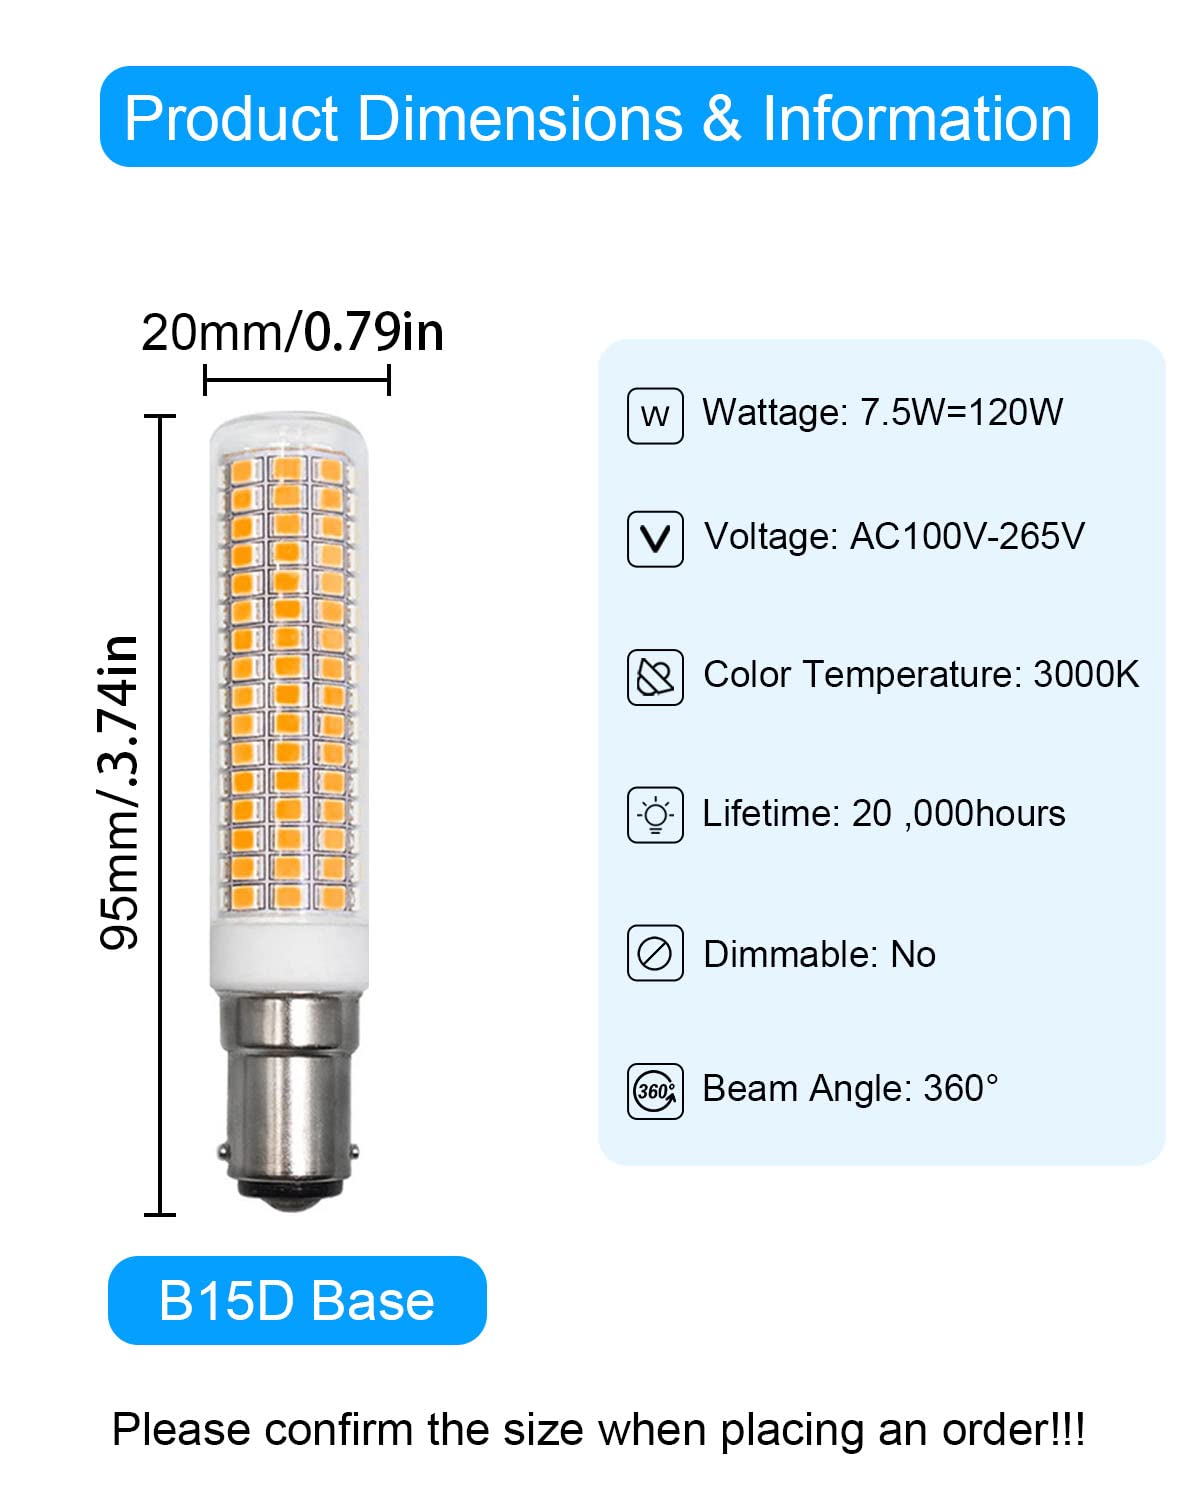 Product Dimensions & Information
20mm/0.79in
95mm/.3.74in
W Wattage: 7.5W=120W
V Voltage: AC100V-265V
Color Temperature: 3000K
Lifetime: 20 ,000hours
Dimmable: No
360° Beam Angle: 360°
B15D Base
Please confirm the size when placing an order!!!